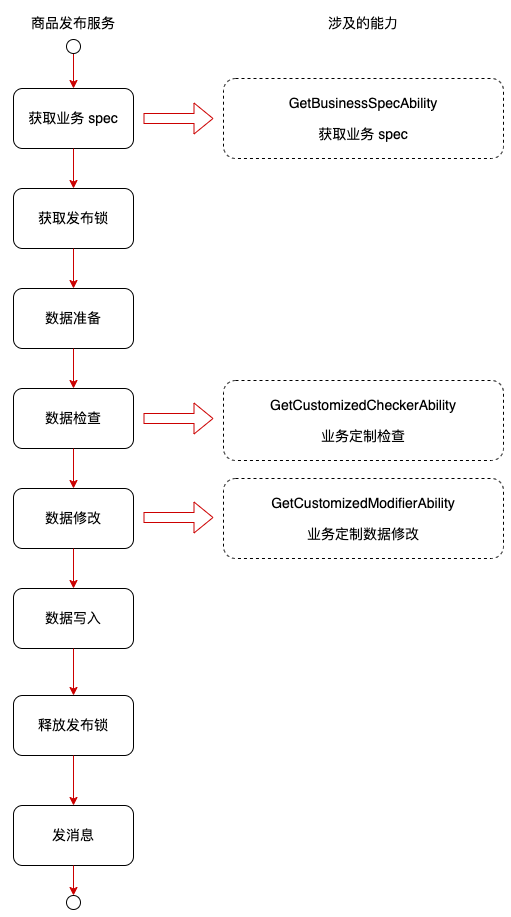 商品发布服务
涉及的能力
获取业务 spec
GetBusinessSpecAbility
获取业务 spec
获取发布锁
数据准备
数据检查
GetCustomizedCheckerAbility
业务定制检查
数据修改
GetCustomizedModifierAbility
业务定制数据修改
数据写入
释放发布锁
发消息